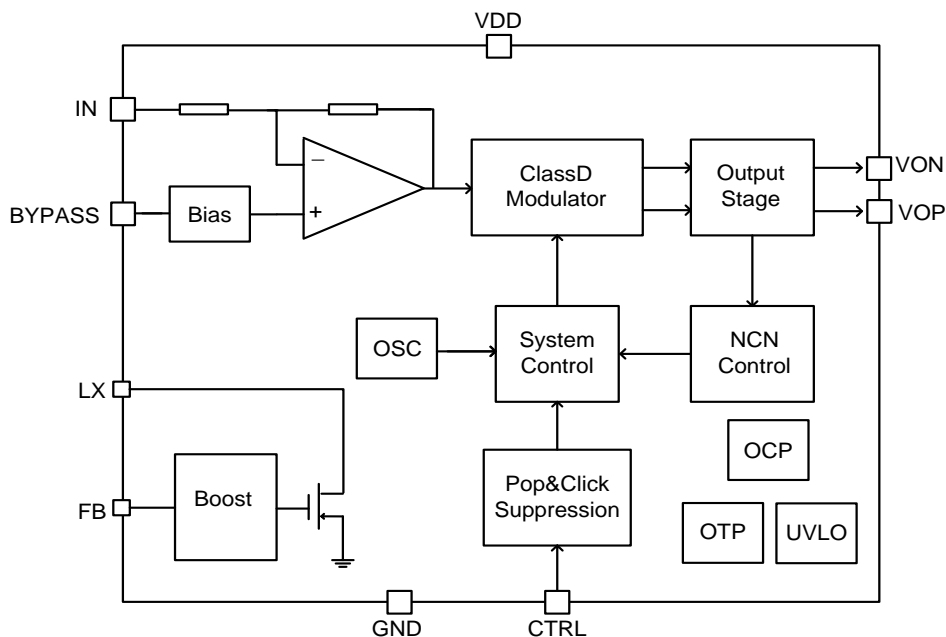 VDD
IN
−
+
BYPASS
Bias
ClassD
Modulator
Output
Stage
VON
VOP
OSC
System
Control
NCN
Control
LX
FB
Boost
Pop&Click
Suppression
OCP
OTP
UVLO
GND
CTRL